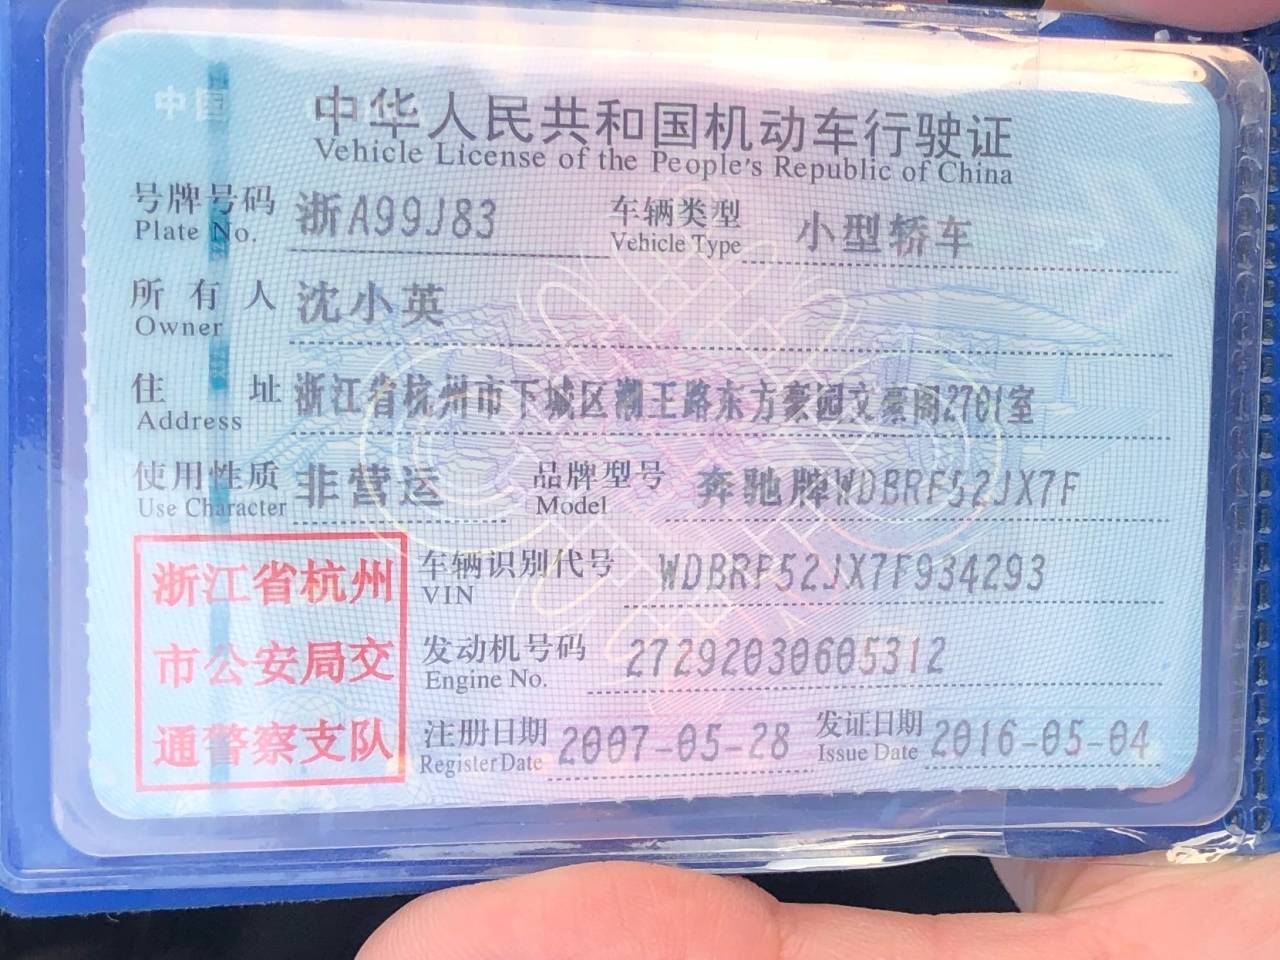 中国
中华人民共和国机动车行驶证
Vehicle License of the People's Republic of China
号牌号码 浙A99J83 车辆类型 小型轿车
Plate No. Vehicle Type
所有人 沈小英
Owner
住址 浙江省杭州市下城区潮王路东方豪园文豪阁2701室
Address
使用性质 非营运 品牌型号 奔驰牌WDBRF52JX7F
Use Character Model
浙江省杭州 车辆识别代号 WDBRF52JX7F934293
VIN
市公安局交 发动机号码 27292030605312
Engine No.
通警察支队 注册日期 2007-05-28 发证日期 2016-05-04
Register Date Issue Date